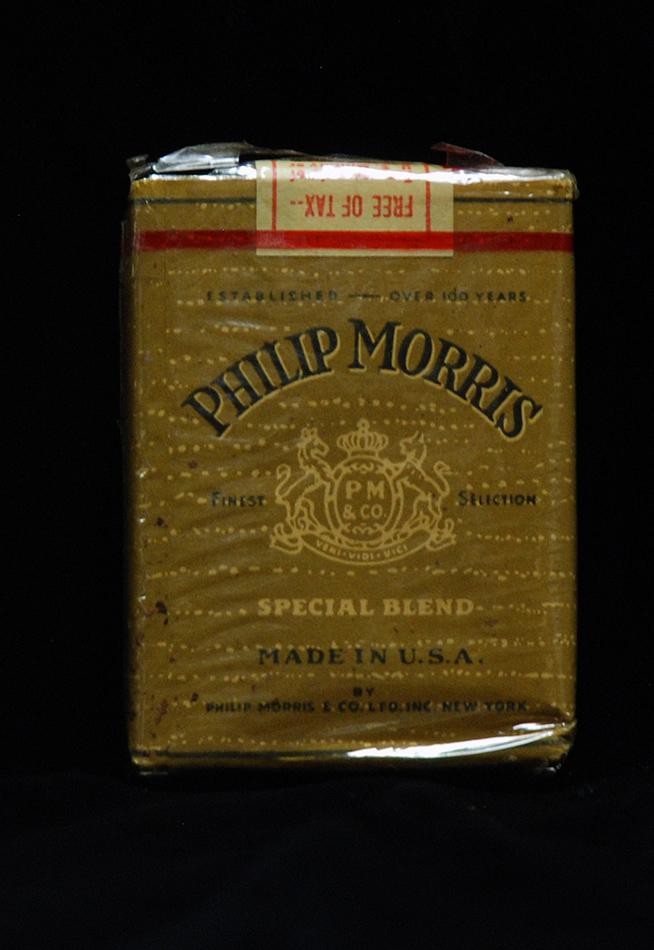 FREE OF TAX--
ESTABLISHED — OVER 100 YEARS
PHILIP MORRIS
PM
& CO.
FINEST SELECTION
VENI·VIDI·VICI
SPECIAL BLEND
MADE IN U.S.A.
BY
PHILIP MORRIS & CO. LTD. INC. NEW YORK